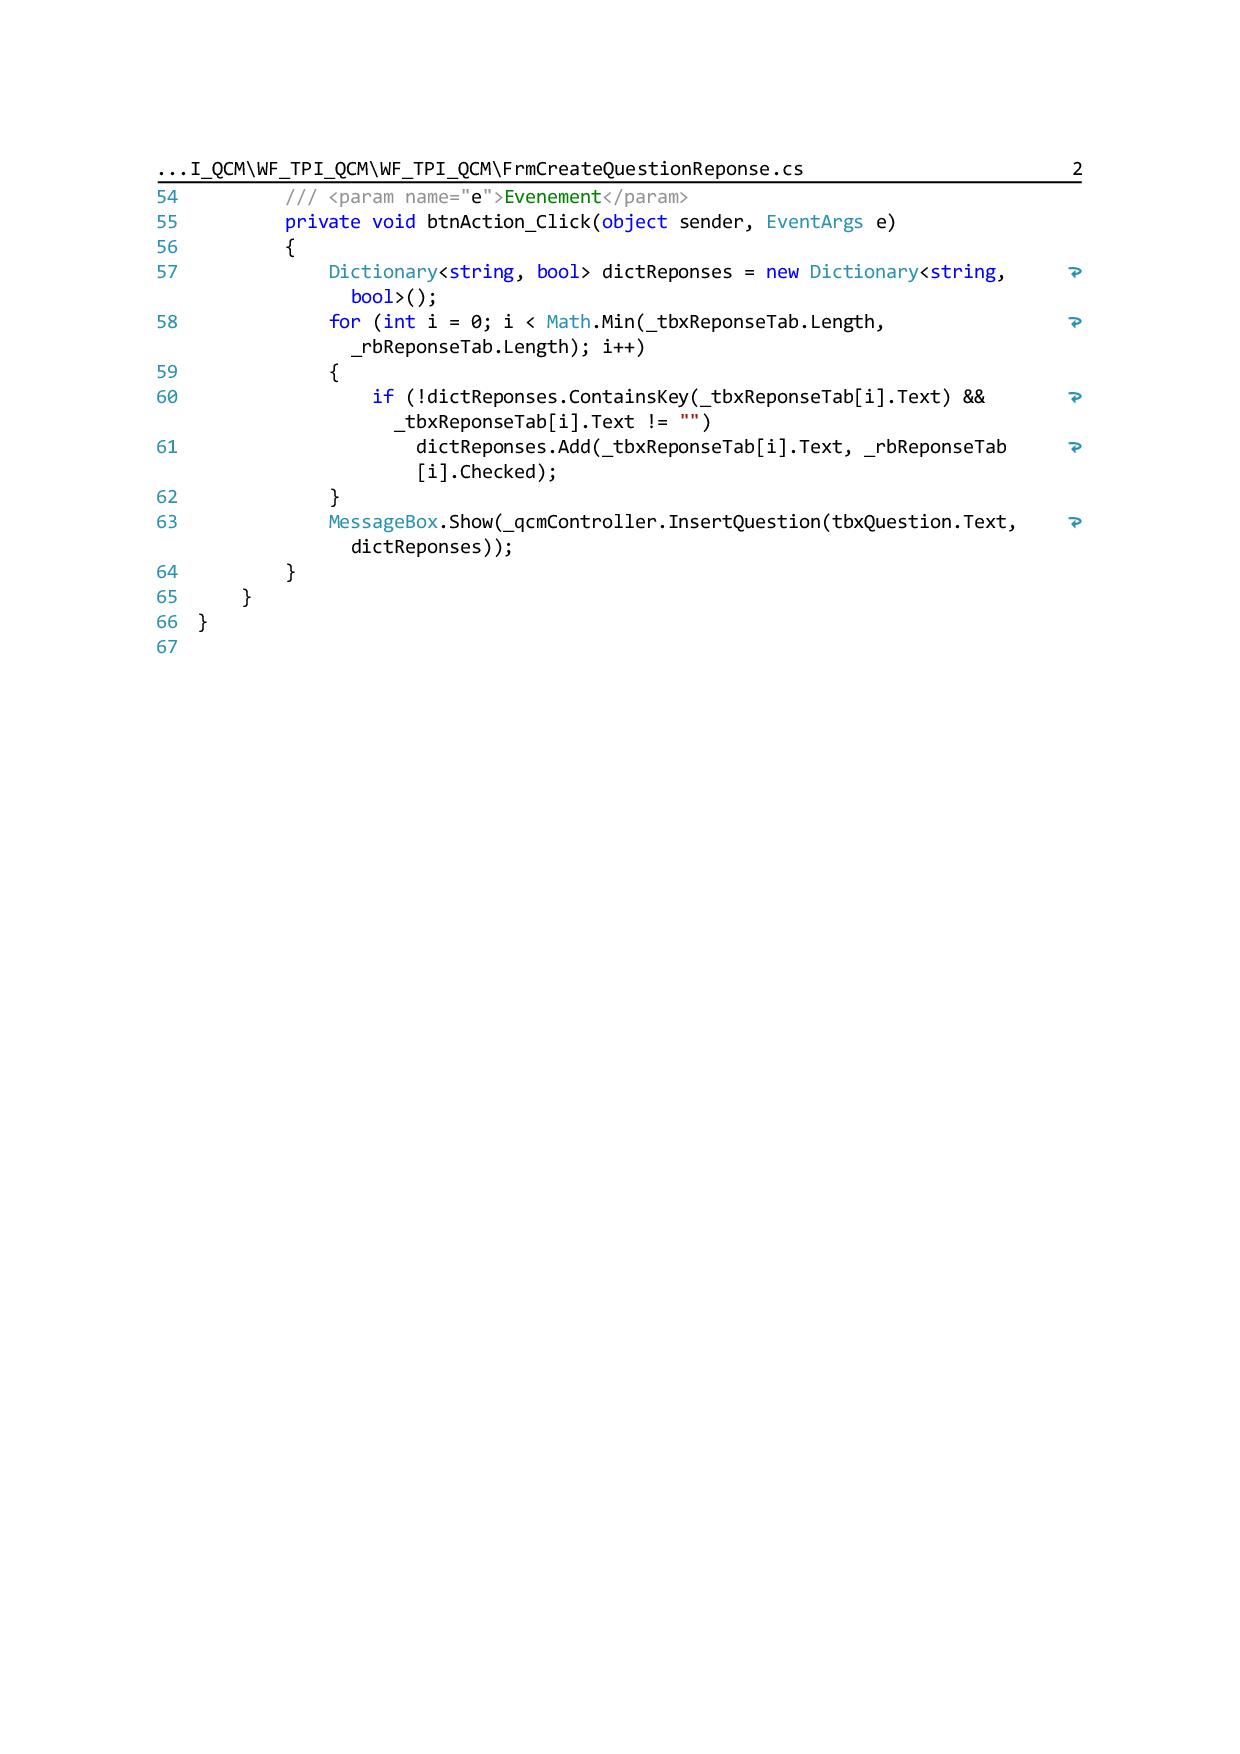 ...I_QCM\WF_TPI_QCM\WF_TPI_QCM\FrmCreateQuestionReponse.cs 2
54 /// <param name="e">Evenement</param>
55 private void btnAction_Click(object sender, EventArgs e)
56 {
57 Dictionary<string, bool> dictReponses = new Dictionary<string,
bool>();
58 for (int i = 0; i < Math.Min(_tbxReponseTab.Length,
_rbReponseTab.Length); i++)
59 {
60 if (!dictReponses.ContainsKey(_tbxReponseTab[i].Text) &&
_tbxReponseTab[i].Text != "")
61 dictReponses.Add(_tbxReponseTab[i].Text, _rbReponseTab
[i].Checked);
62 }
63 MessageBox.Show(_qcmController.InsertQuestion(tbxQuestion.Text,
dictReponses));
64 }
65 }
66 }
67